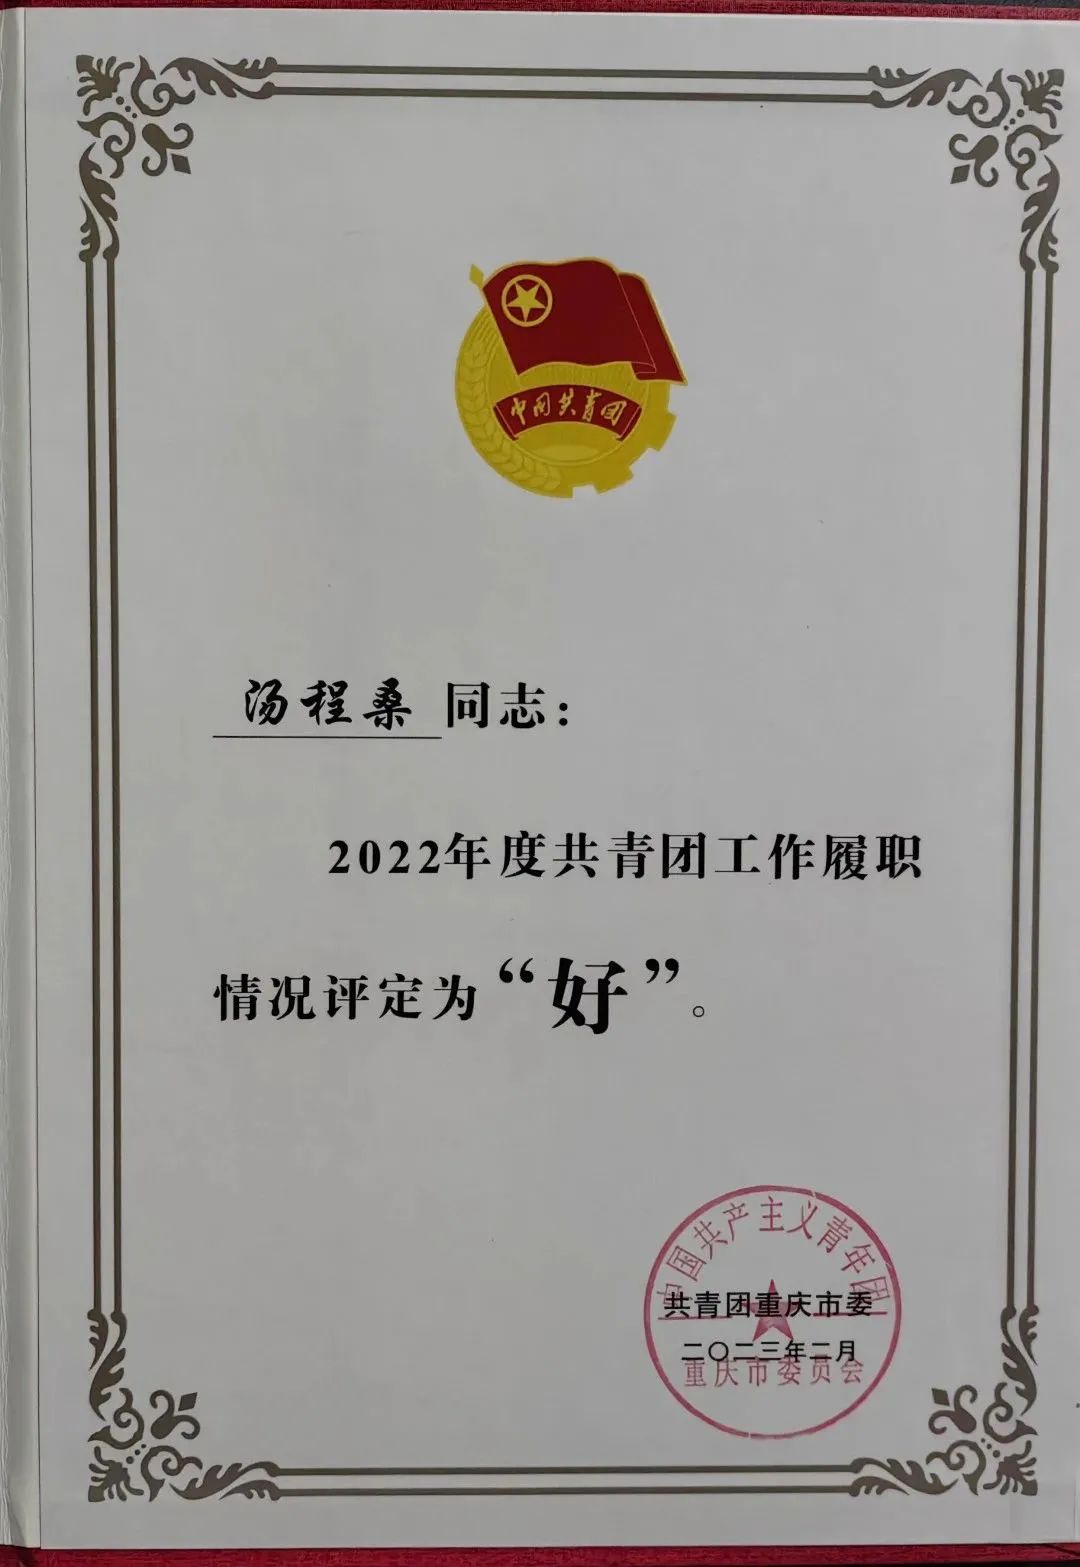 中国共青团
汤程桑 同志：
2022年度共青团工作履职
情况评定为“好”。
中国共产主义青年团
共青团重庆市委
二〇二三年二月
重庆市委员会